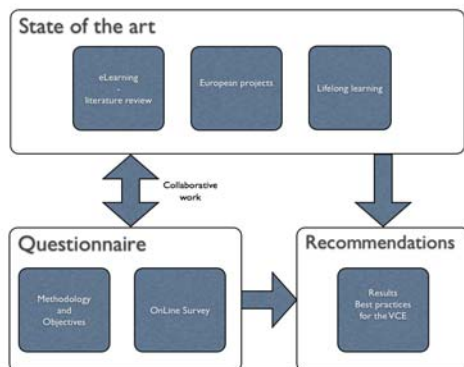 State of the art
eLearning
-
literature review
European projects
Lifelong learning
Collaborative
work
Questionnaire
Methodology
and
Objectives
OnLine Survey
Recommendations
Results
Best practices
for the VCE